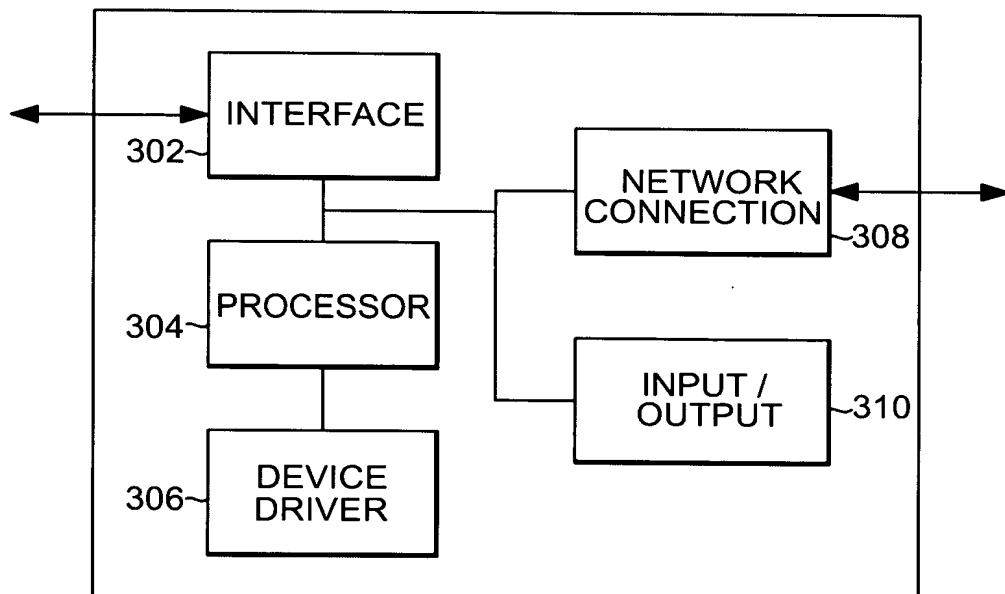 INTERFACE
302
NETWORK
CONNECTION
308
PROCESSOR
304
INPUT /
OUTPUT
310
DEVICE
DRIVER
306